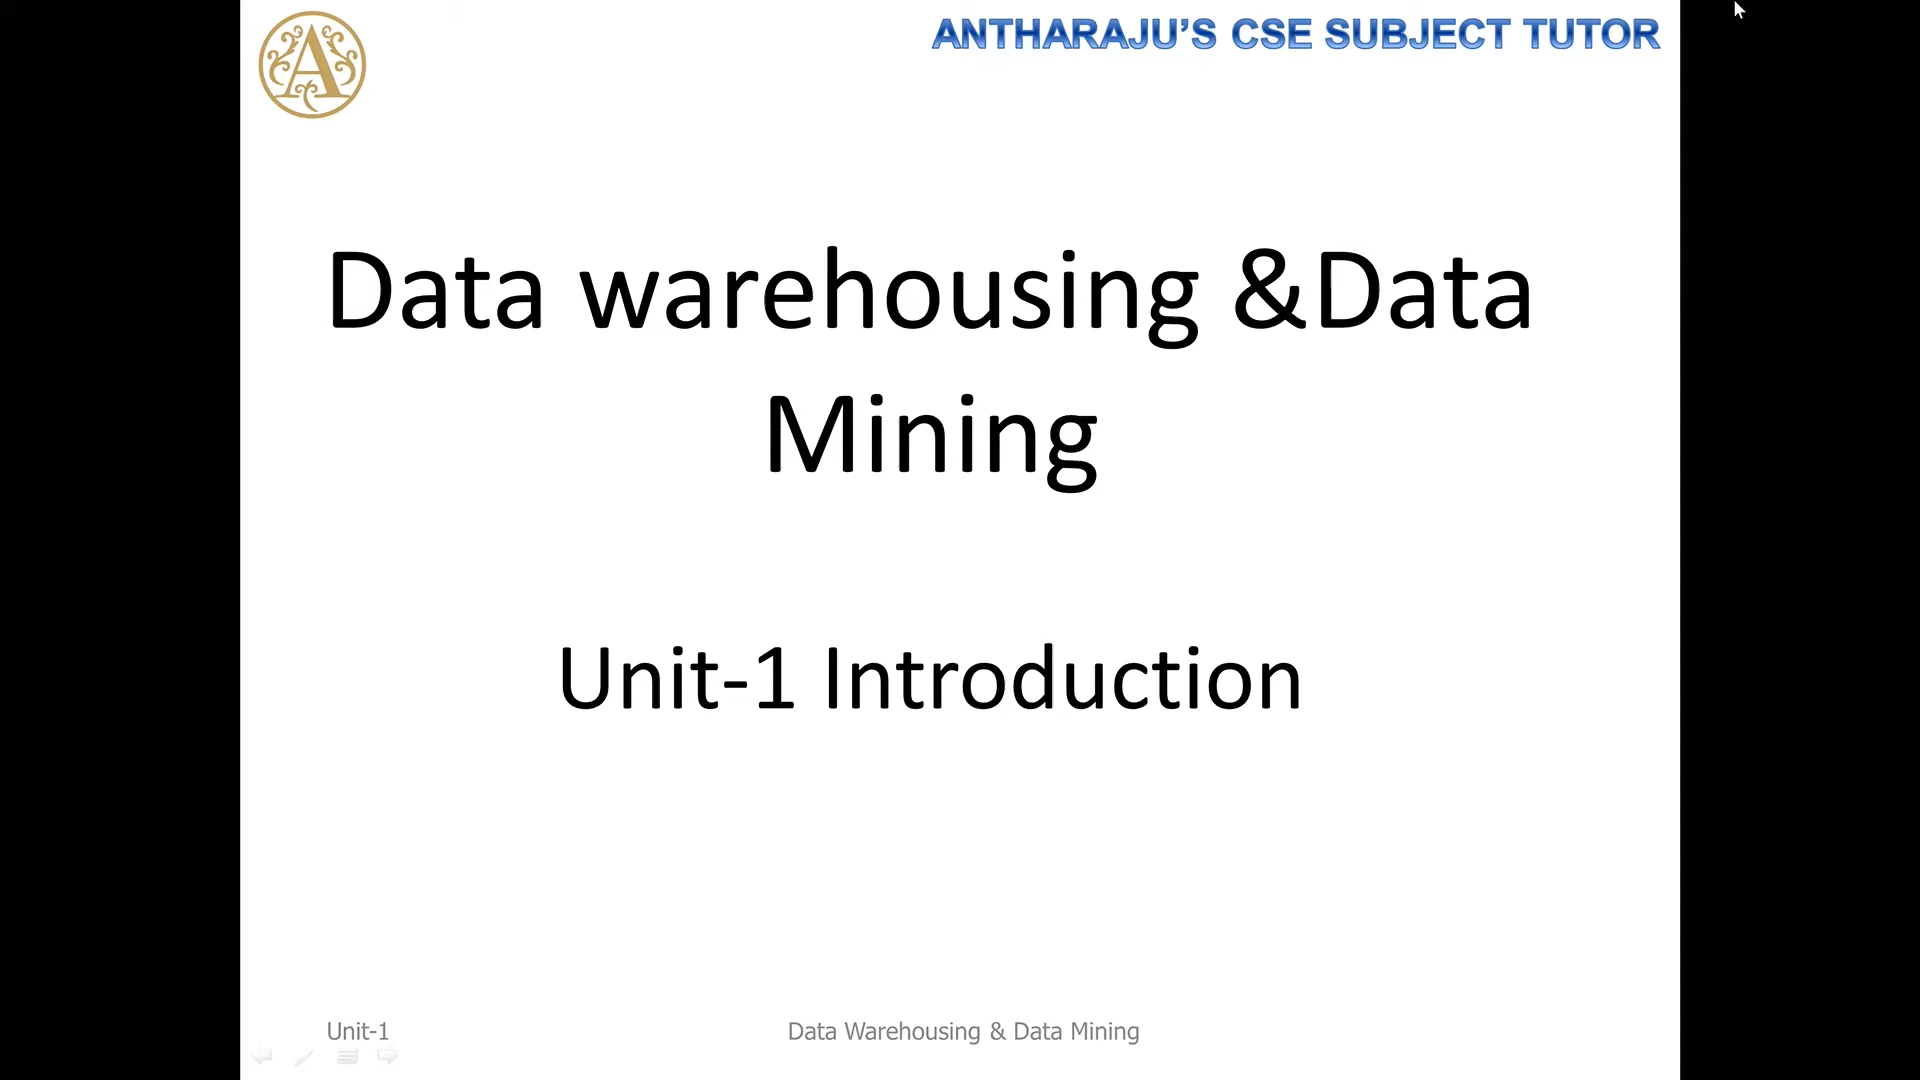 A
ANTHARAJU’S CSE SUBJECT TUTOR
Data warehousing &Data
Mining
Unit-1 Introduction
Unit-1
Data Warehousing & Data Mining